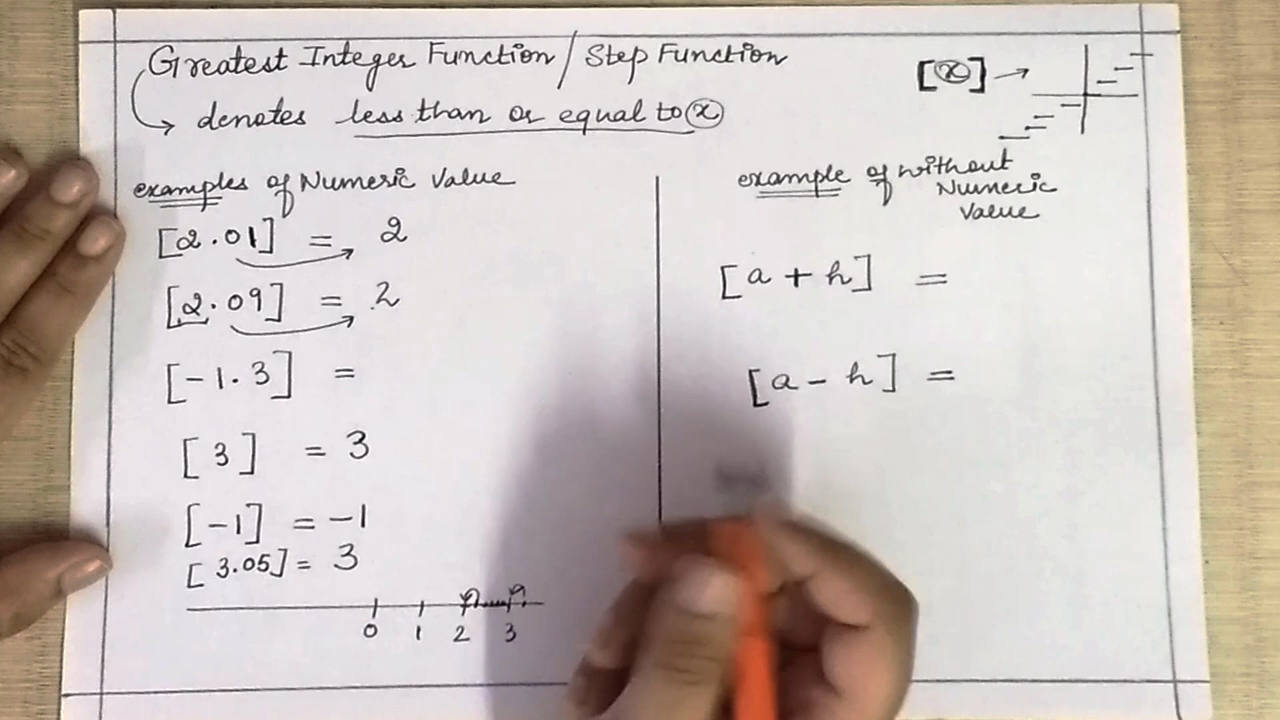 Greatest Integer Function / Step Function
[x] →
→ denotes less than or equal to x
examples of Numeric Value
[2.01] = 2
[2.09] = 2
[-1.3] =
[3] = 3
[-1] = -1
[3.05] = 3
0 1 2 3
example of without
Numeric
Value
[a + h] =
[a - h] =